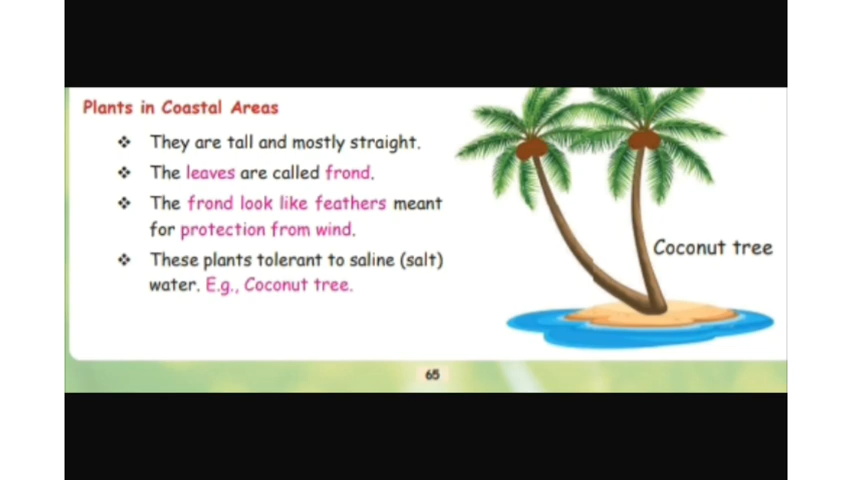 Plants in Coastal Areas
❖ They are tall and mostly straight.
❖ The leaves are called frond.
❖ The frond look like feathers meant
for protection from wind.
❖ These plants tolerant to saline (salt)
water. E.g., Coconut tree.
Coconut tree
65